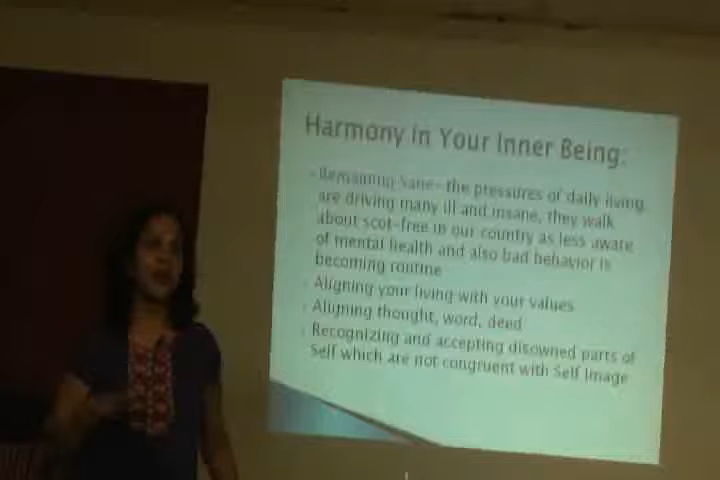 Harmony in Your Inner Being:
Remaining sane- the pressures of daily living
are driving many ill and insane, they walk
about scot-free in our country as less aware
of mental health and also bad behavior is
becoming routine
Aligning your living with your values
Aligning thought, word, deed
Recognizing and accepting disowned parts of
Self which are not congruent with Self Image